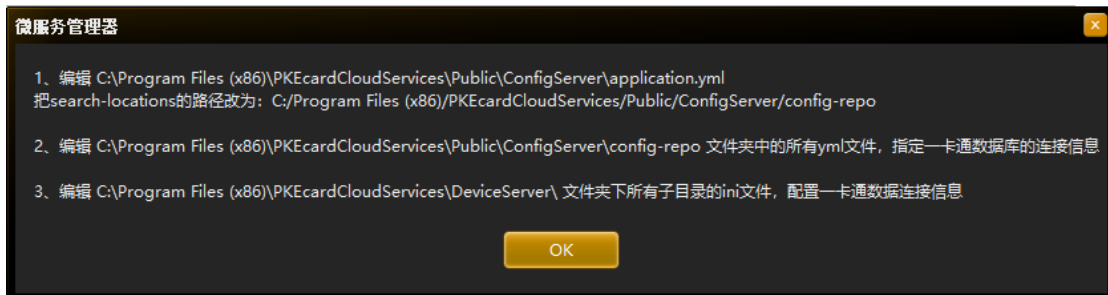 微服务管理器
1、编辑 C:\Program Files (x86)\PKEcardCloudServices\Public\ConfigServer\application.yml
把search-locations的路径改为：C:/Program Files (x86)/PKEcardCloudServices/Public/ConfigServer/config-repo
2、编辑 C:\Program Files (x86)\PKEcardCloudServices\Public\ConfigServer\config-repo 文件夹中的所有yml文件，指定一卡通数据库的连接信息
3、编辑 C:\Program Files (x86)\PKEcardCloudServices\DeviceServer\ 文件夹下所有子目录的ini文件，配置一卡通数据连接信息
OK